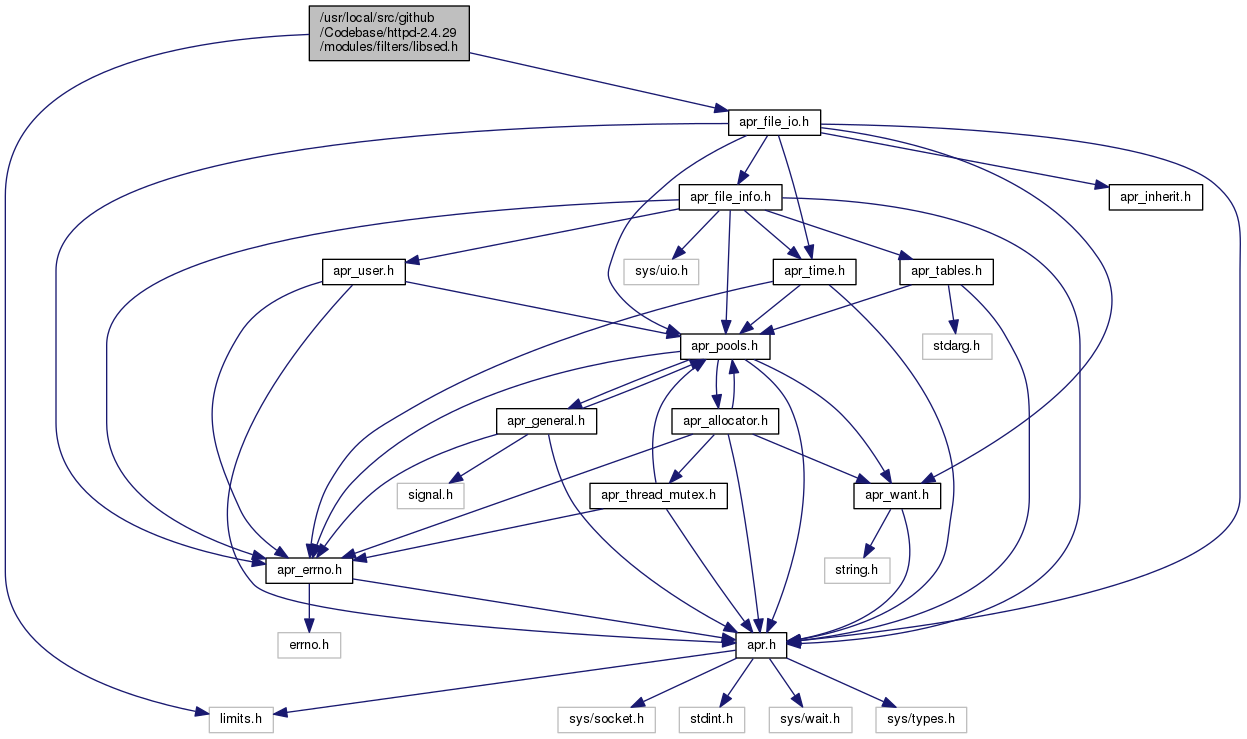 /usr/local/src/github
/Codebase/httpd-2.4.29
/modules/filters/libsed.h
apr_file_io.h
apr_file_info.h
apr_inherit.h
apr_user.h
sys/uio.h
apr_time.h
apr_tables.h
apr_pools.h
stdarg.h
apr_general.h
apr_allocator.h
signal.h
apr_thread_mutex.h
apr_want.h
apr_errno.h
string.h
errno.h
apr.h
limits.h
sys/socket.h
stdint.h
sys/wait.h
sys/types.h